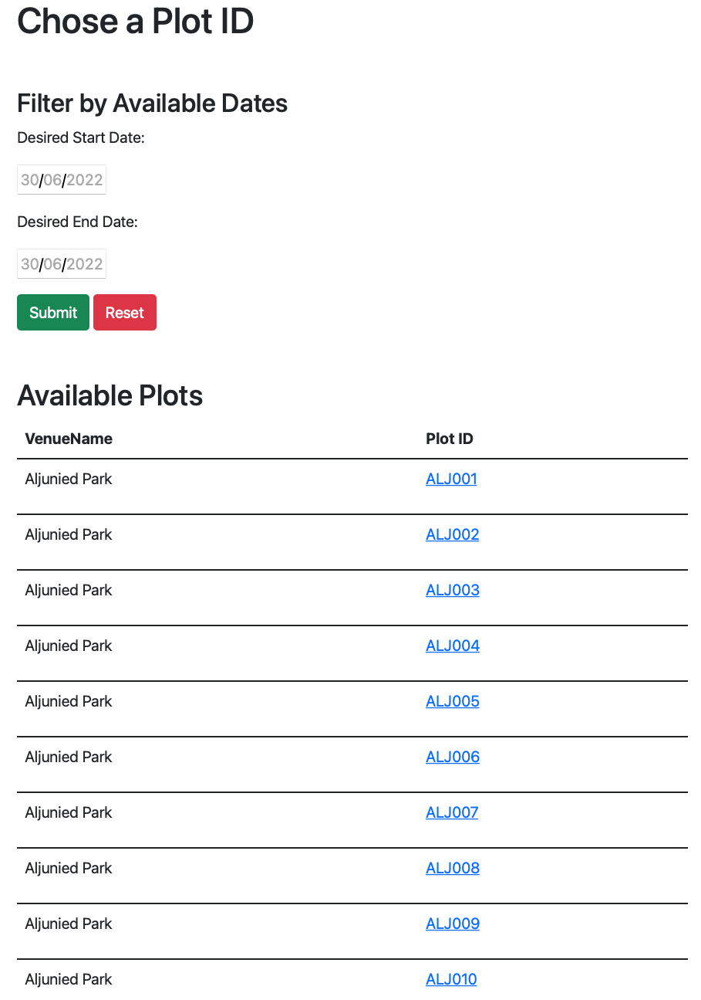 Chose a Plot ID
Filter by Available Dates
Desired Start Date:
30/06/2022
Desired End Date:
30/06/2022
Submit Reset
Available Plots
VenueName Plot ID
Aljunied Park ALJ001
Aljunied Park ALJ002
Aljunied Park ALJ003
Aljunied Park ALJ004
Aljunied Park ALJ005
Aljunied Park ALJ006
Aljunied Park ALJ007
Aljunied Park ALJ008
Aljunied Park ALJ009
Aljunied Park ALJ010